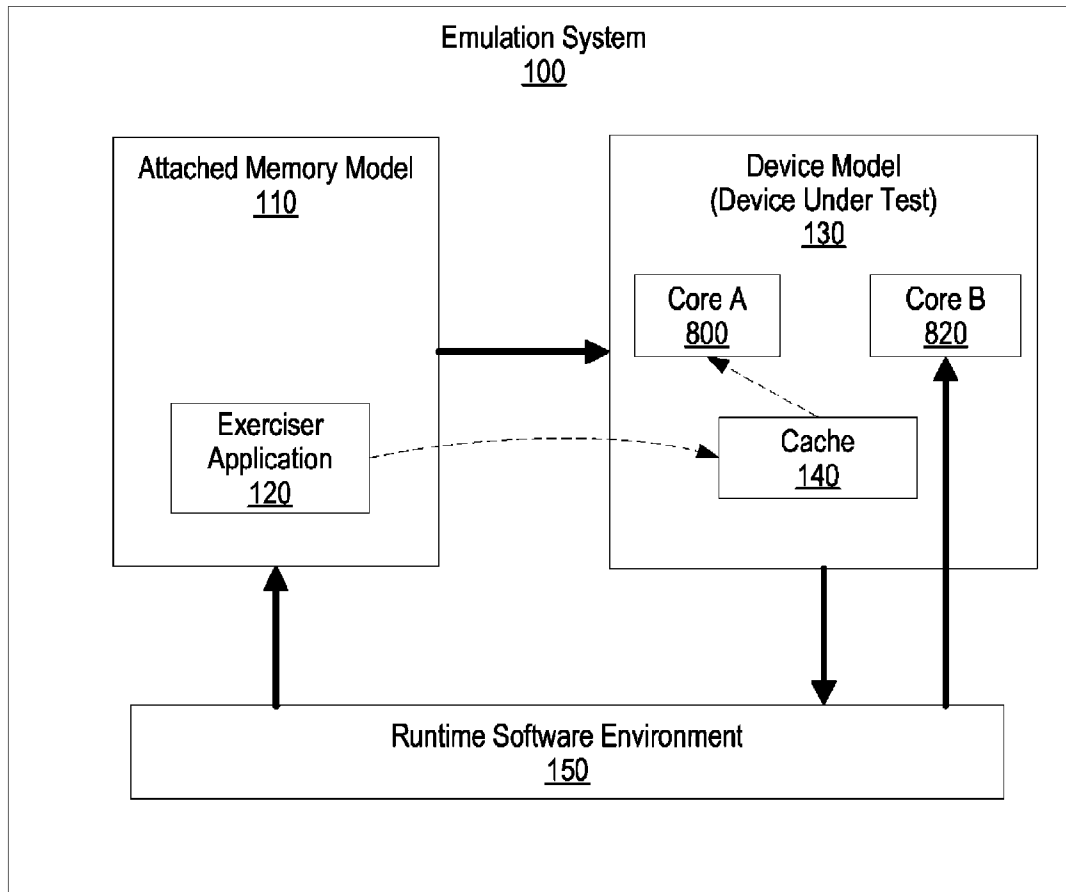 Emulation System
100
Attached Memory Model
110
Device Model
(Device Under Test)
130
Core A
800
Core B
820
Exerciser
Application
120
Cache
140
Runtime Software Environment
150